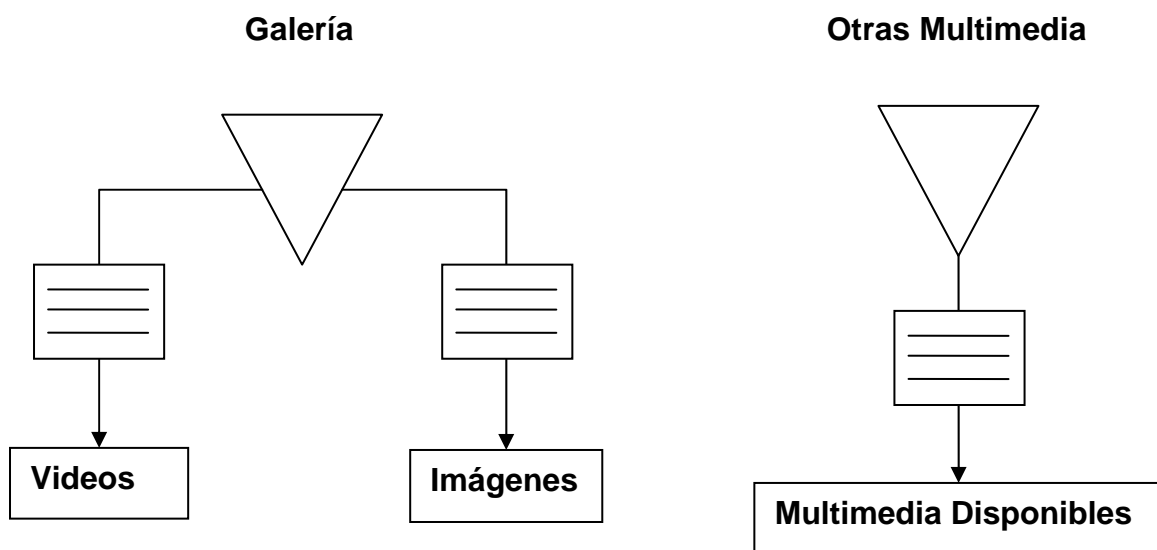 Galería
Otras Multimedia
Videos
Imágenes
Multimedia Disponibles